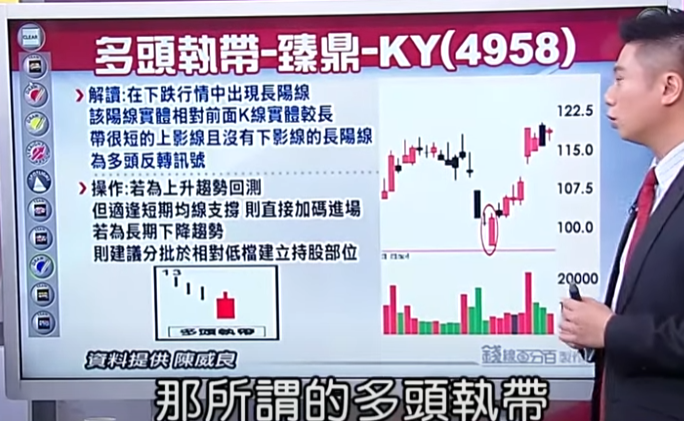 CLEAR
多頭執帶-臻鼎-KY(4958)
解讀:在下跌行情中出現長陽線
該陽線實體相對前面K線實體較長
帶很短的上影線且沒有下影線的長陽線
為多頭反轉訊號
操作:若為上升趨勢回測
但適逢短期均線支撐 則直接加碼進場
若為長期下降趨勢
則建議分批於相對低檔建立持股部位
13
多頭執帶
122.5
115.0
107.5
100.0
20000
資料提供 陳威良
錢線百分百 製作
那所謂的多頭執帶